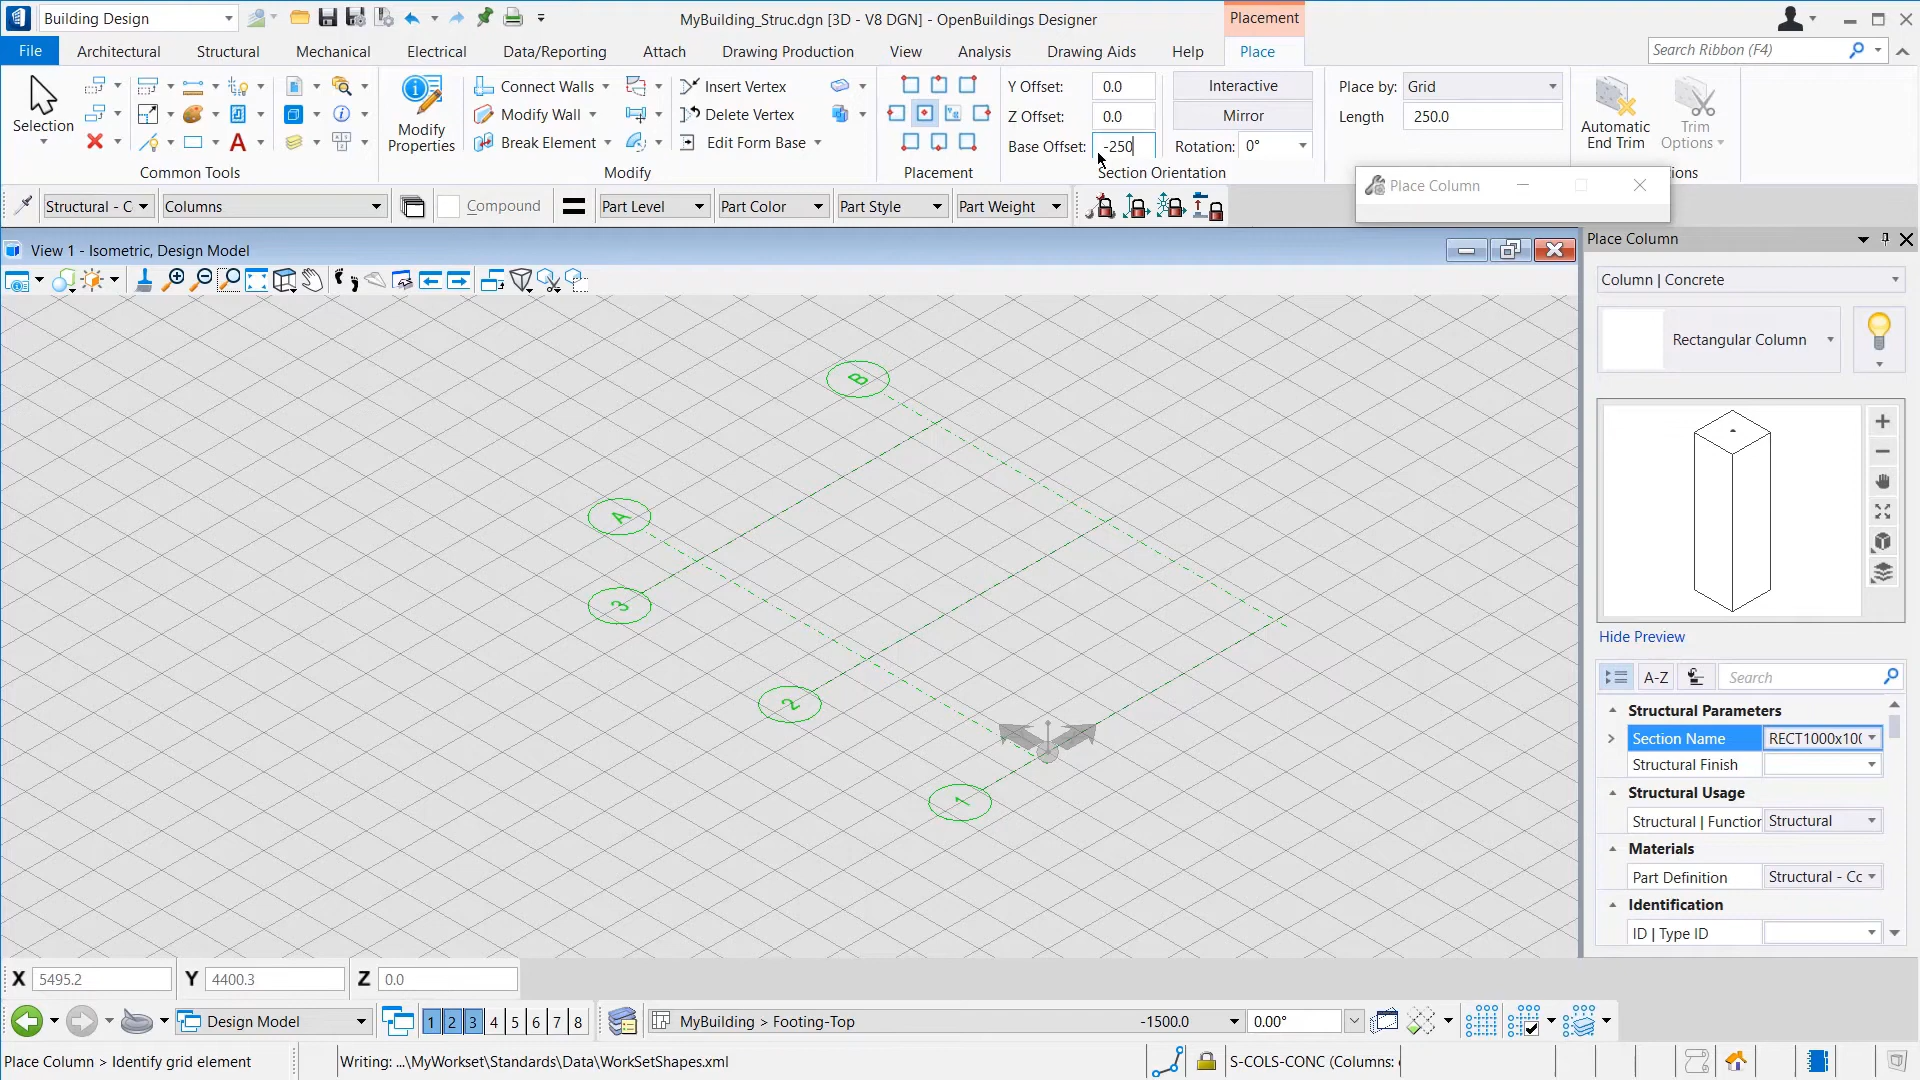 Building Design
MyBuilding_Struc.dgn [3D - V8 DGN] - OpenBuildings Designer
Placement
File
Architectural
Structural
Mechanical
Electrical
Data/Reporting
Attach
Drawing Production
View
Analysis
Drawing Aids
Help
Place
Search Ribbon (F4)
Selection
Common Tools
Modify Properties
Connect Walls
Modify Wall
Break Element
Insert Vertex
Delete Vertex
Edit Form Base
Modify
Placement
Y Offset: 0.0
Z Offset: 0.0
Base Offset: -250
Interactive
Mirror
Rotation: 0°
Section Orientation
Place by: Grid
Length 250.0
Automatic End Trim
Trim Options
Place Column
Structural - C
Columns
Compound
Part Level
Part Color
Part Style
Part Weight
View 1 - Isometric, Design Model
B
A
3
2
1
Place Column
Column | Concrete
Rectangular Column
Hide Preview
A-Z
Search
Structural Parameters
Section Name RECT1000x10(
Structural Finish
Structural Usage
Structural | Function Structural
Materials
Part Definition Structural - Cc
Identification
ID | Type ID
X 5495.2
Y 4400.3
Z 0.0
Design Model
1 2 3 4 5 6 7 8
MyBuilding > Footing-Top
-1500.0
0.00°
Place Column > Identify grid element
Writing: ...\MyWorkset\Standards\Data\WorkSetShapes.xml
S-COLS-CONC (Columns: